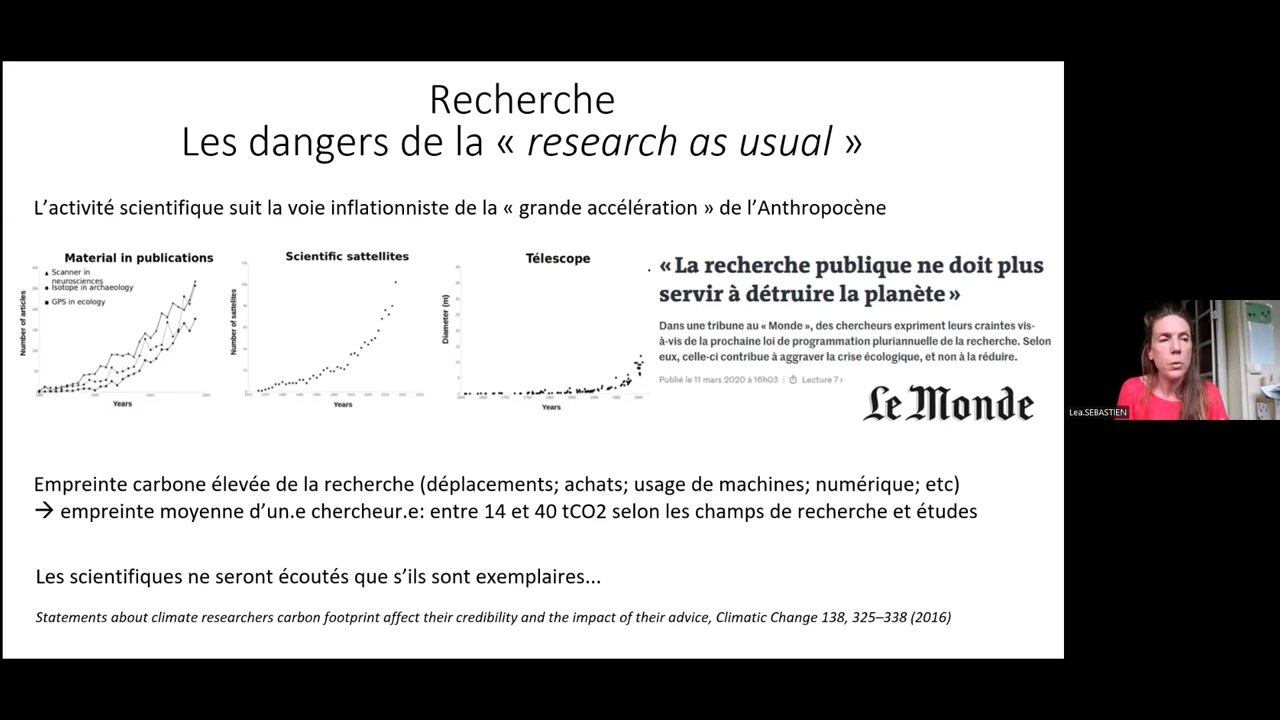 Recherche
Les dangers de la « research as usual »
L’activité scientifique suit la voie inflationniste de la « grande accélération » de l’Anthropocène
Material in publications
Scanner in
neurosciences
Isotope in archaeology
GPS in ecology
Number of articles
Years
Scientific sattellites
Number of sattelites
Years
Télescope
Diameter (m)
Years
« La recherche publique ne doit plus
servir à détruire la planète »
Dans une tribune au « Monde », des chercheurs expriment leurs craintes vis-
à-vis de la prochaine loi de programmation pluriannuelle de la recherche. Selon
eux, celle-ci contribue à aggraver la crise écologique, et non à la réduire.
Publié le 11 mars 2020 à 16h03 | Lecture 7
Le Monde
Lea.SEBASTIEN
Empreinte carbone élevée de la recherche (déplacements; achats; usage de machines; numérique; etc)
→ empreinte moyenne d’un.e chercheur.e: entre 14 et 40 tCO2 selon les champs de recherche et études
Les scientifiques ne seront écoutés que s’ils sont exemplaires...
Statements about climate researchers carbon footprint affect their credibility and the impact of their advice, Climatic Change 138, 325–338 (2016)